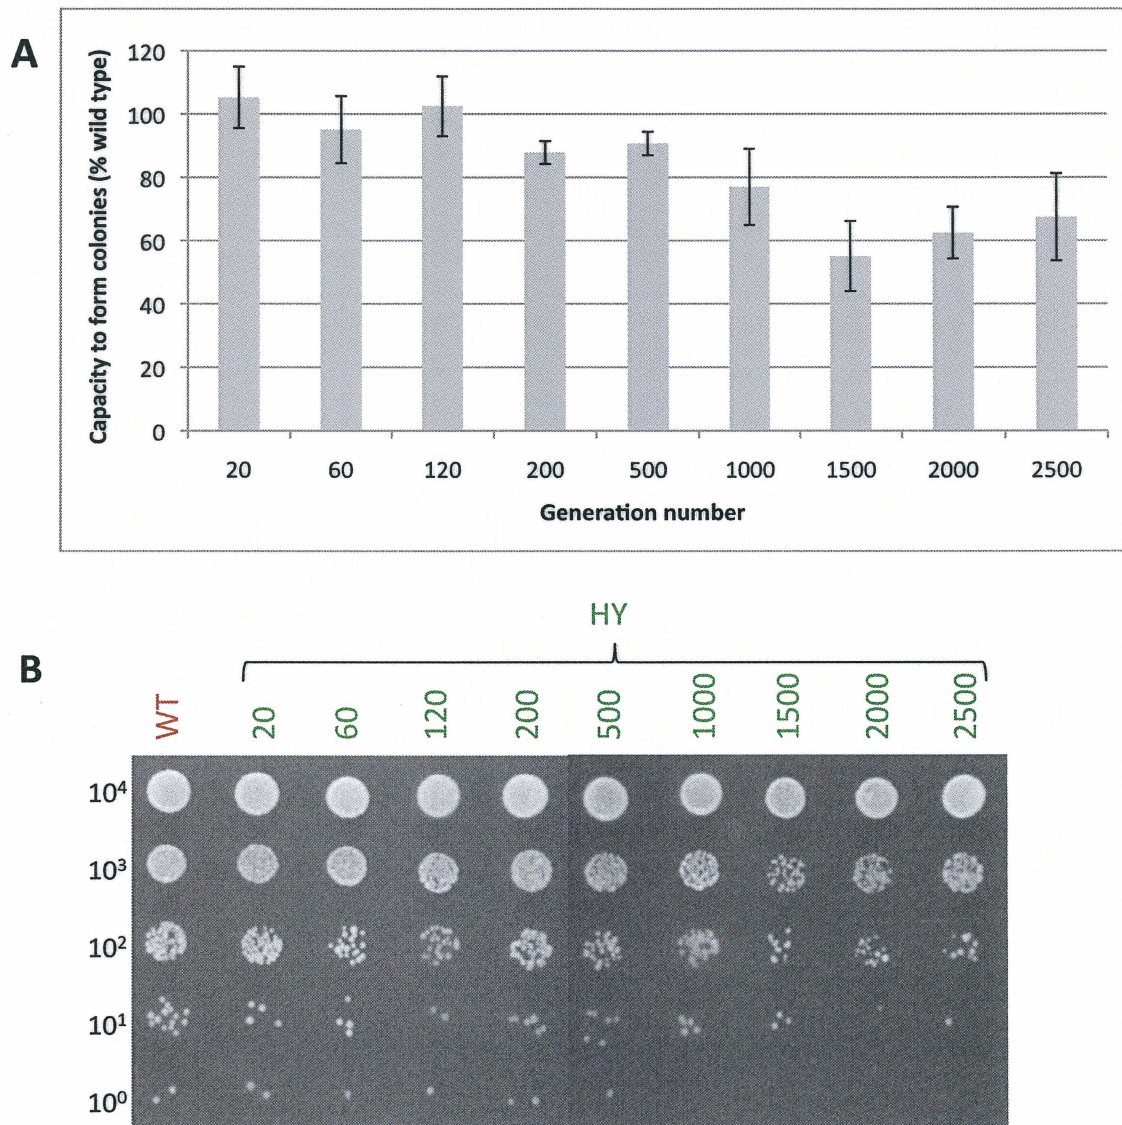 A
Capacity to form colonies (% wild type)
120
100
80
60
40
20
0
20 60 120 200 500 1000 1500 2000 2500
Generation number
HY
B
WT 20 60 120 200 500 1000 1500 2000 2500
10⁴
10³
10²
10¹
10⁰